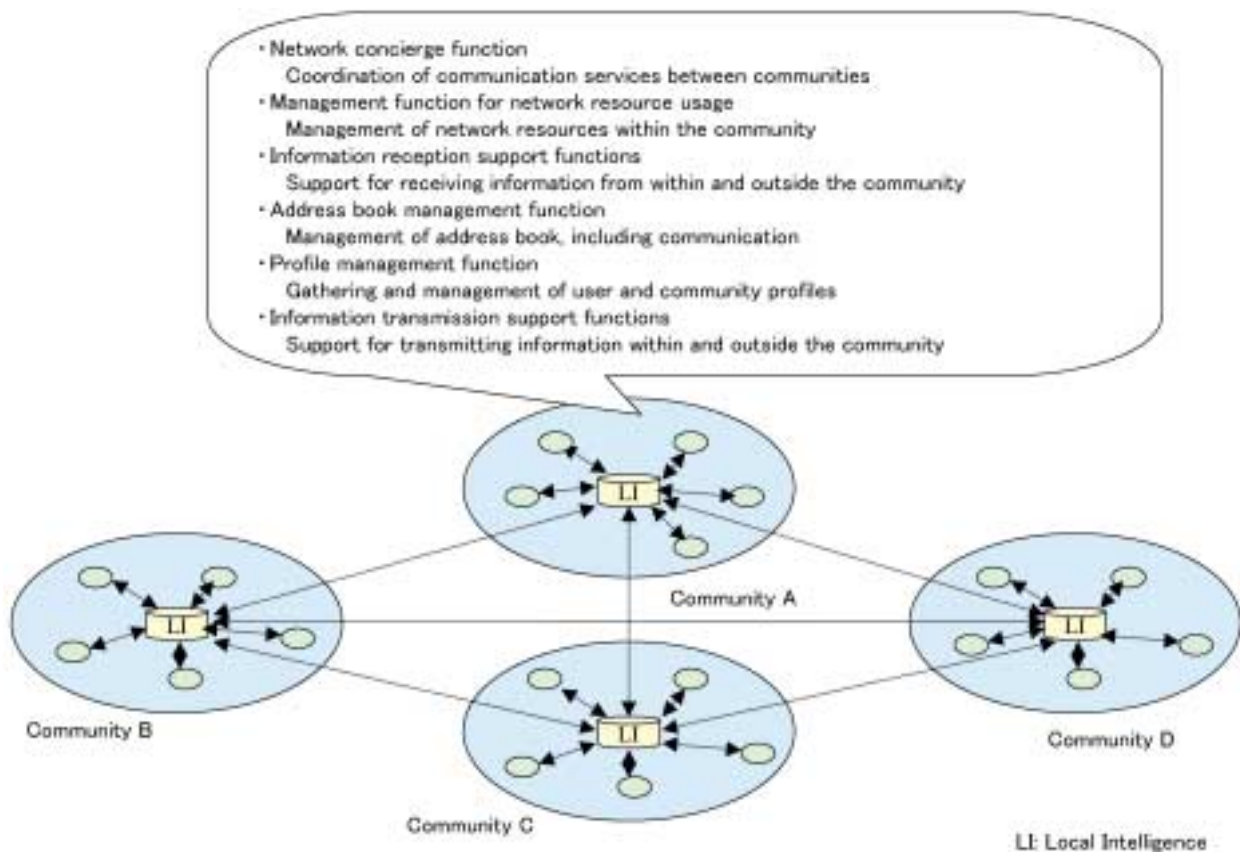 ・Network concierge function
Coordination of communication services between communities
・Management function for network resource usage
Management of network resources within the community
・Information reception support functions
Support for receiving information from within and outside the community
・Address book management function
Management of address book, including communication
・Profile management function
Gathering and management of user and community profiles
・Information transmission support functions
Support for transmitting information within and outside the community
LI
Community A
LI
LI
Community B
LI
Community D
Community C
LI: Local Intelligence